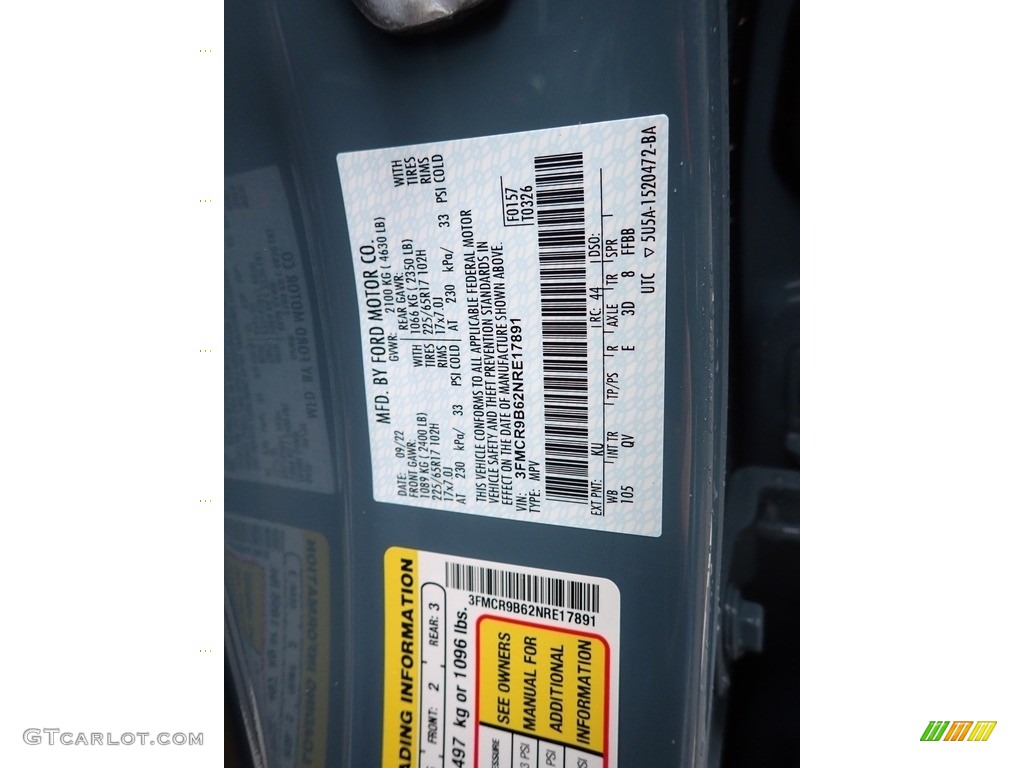 MFD. BY FORD MOTOR CO.
DATE: 09/22 GVWR: 2100 KG ( 4630 LB)
FRONT GAWR: REAR GAWR:
1089 KG ( 2400 LB) WITH 1066 KG ( 2350 LB) WITH
225/65R17 102H TIRES 225/65R17 102H TIRES
17x7.0J RIMS 17x7.0J RIMS
AT 230 kPa/ 33 PSI COLD AT 230 kPa/ 33 PSI COLD
THIS VEHICLE CONFORMS TO ALL APPLICABLE FEDERAL MOTOR
VEHICLE SAFETY AND THEFT PREVENTION STANDARDS IN
EFFECT ON THE DATE OF MANUFACTURE SHOWN ABOVE.
VIN: 3FMCR9B62NRE17891 F0157
TYPE: MPV T0326
EXT PNT: KU RC: 44 DSO:
WB INT TR TP/PS R AXLE TR SPR
105 QV E 3D 8 FFBB
UTC ▽ 5U5A-1520472-BA
ADING INFORMATION
FRONT: 2 REAR: 3
497 kg or 1096 lbs.
3FMCR9B62NRE17891
SEE OWNERS
MANUAL FOR
ADDITIONAL
INFORMATION
GTCarlot.com